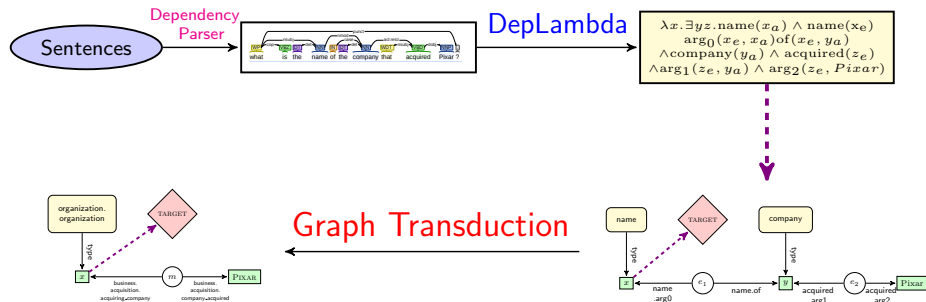 Sentences
Dependency
Parser
what is the name of the company that acquired Pixar ?
DepLambda
λx.∃yz.name(x_a) ∧ name(x_e)
arg_0(x_e, x_a)of(x_e, y_a)
∧company(y_a) ∧ acquired(z_e)
∧arg_1(z_e, y_a) ∧ arg_2(z_e, Pixar)
Graph Transduction
organization.
organization
TARGET
type
x
m
PIXAR
business.
acquisition.
acquiring_company
business.
acquisition.
company_acquired
name
TARGET
company
type
type
x
e_1
y
e_2
Pixar
name
.arg0
name.of
acquired
arg1
acquired
arg2